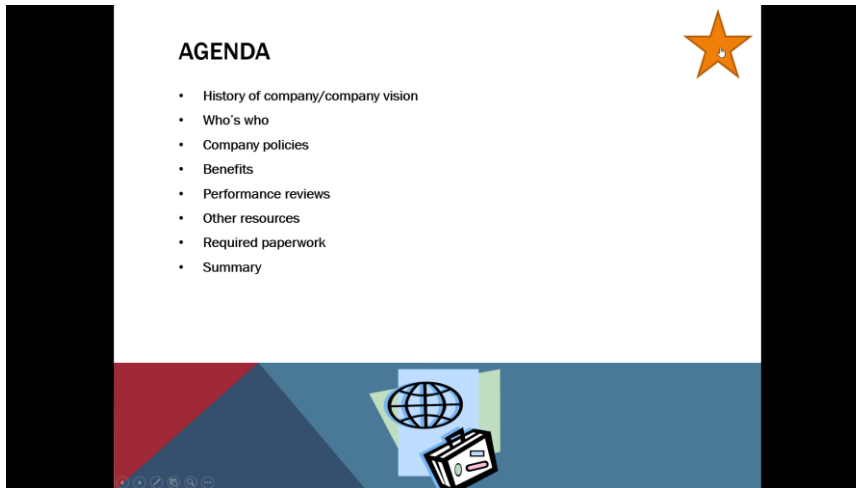 AGENDA
• History of company/company vision
• Who's who
• Company policies
• Benefits
• Performance reviews
• Other resources
• Required paperwork
• Summary